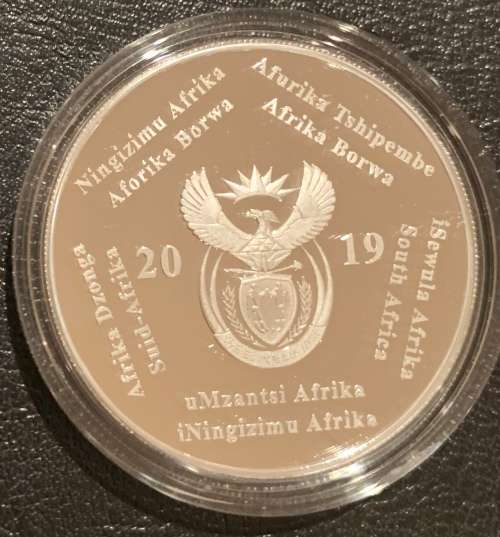 Ningizimu Afrika
Aforika Borwa
Afurika Tshipembe
Afrika Borwa
20 19
iSewula Afrika
South Africa
Afrika Dzonga
Suid-Afrika
uMzantsi Afrika
iNingizimu Afrika